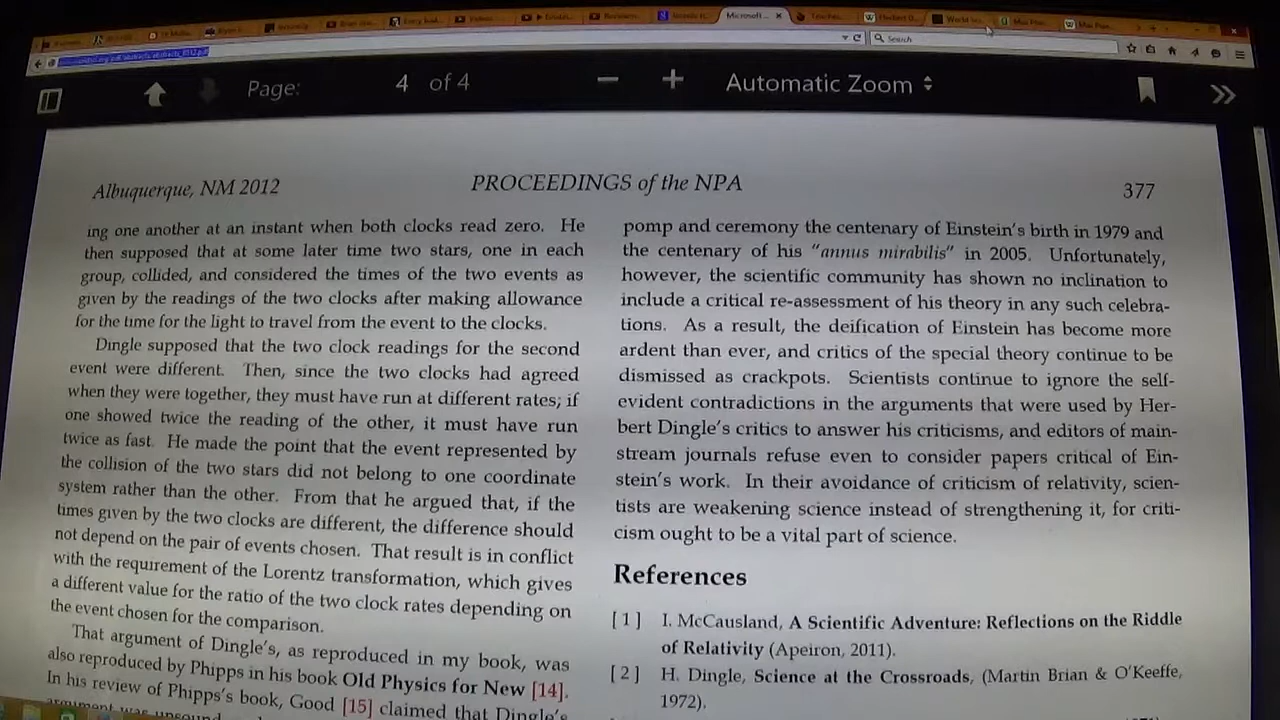 Microsoft...
Search
Page: 4 of 4
Automatic Zoom
Albuquerque, NM 2012
PROCEEDINGS of the NPA
377
ing one another at an instant when both clocks read zero. He
then supposed that at some later time two stars, one in each
group, collided, and considered the times of the two events as
given by the readings of the two clocks after making allowance
for the time for the light to travel from the event to the clocks.
Dingle supposed that the two clock readings for the second
event were different. Then, since the two clocks had agreed
when they were together, they must have run at different rates; if
one showed twice the reading of the other, it must have run
twice as fast. He made the point that the event represented by
the collision of the two stars did not belong to one coordinate
system rather than the other. From that he argued that, if the
times given by the two clocks are different, the difference should
not depend on the pair of events chosen. That result is in conflict
with the requirement of the Lorentz transformation, which gives
a different value for the ratio of the two clock rates depending on
the event chosen for the comparison.
That argument of Dingle's, as reproduced in my book, was
also reproduced by Phipps in his book Old Physics for New [14].
In his review of Phipps's book, Good [15] claimed that Dingle's
argument was unsound
pomp and ceremony the centenary of Einstein's birth in 1979 and
the centenary of his "annus mirabilis" in 2005. Unfortunately,
however, the scientific community has shown no inclination to
include a critical re-assessment of his theory in any such celebra-
tions. As a result, the deification of Einstein has become more
ardent than ever, and critics of the special theory continue to be
dismissed as crackpots. Scientists continue to ignore the self-
evident contradictions in the arguments that were used by Her-
bert Dingle's critics to answer his criticisms, and editors of main-
stream journals refuse even to consider papers critical of Ein-
stein's work. In their avoidance of criticism of relativity, scien-
tists are weakening science instead of strengthening it, for criti-
cism ought to be a vital part of science.
References
[ 1 ] I. McCausland, A Scientific Adventure: Reflections on the Riddle
of Relativity (Apeiron, 2011).
[ 2 ] H. Dingle, Science at the Crossroads, (Martin Brian & O'Keeffe,
1972).